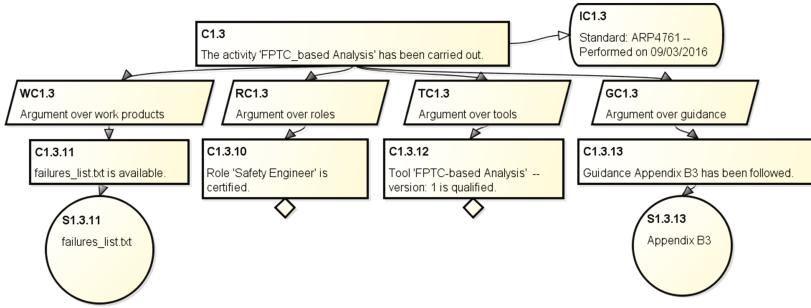 C1.3
The activity 'FPTC_based Analysis' has been carried out.
IC1.3
Standard: ARP4761 --
Performed on 09/03/2016
WC1.3
Argument over work products
RC1.3
Argument over roles
TC1.3
Argument over tools
GC1.3
Argument over guidance
C1.3.11
failures_list.txt is available.
C1.3.10
Role 'Safety Engineer' is
certified.
C1.3.12
Tool 'FPTC-based Analysis' --
version: 1 is qualified.
C1.3.13
Guidance Appendix B3 has been followed.
S1.3.11
failures_list.txt
S1.3.13
Appendix B3